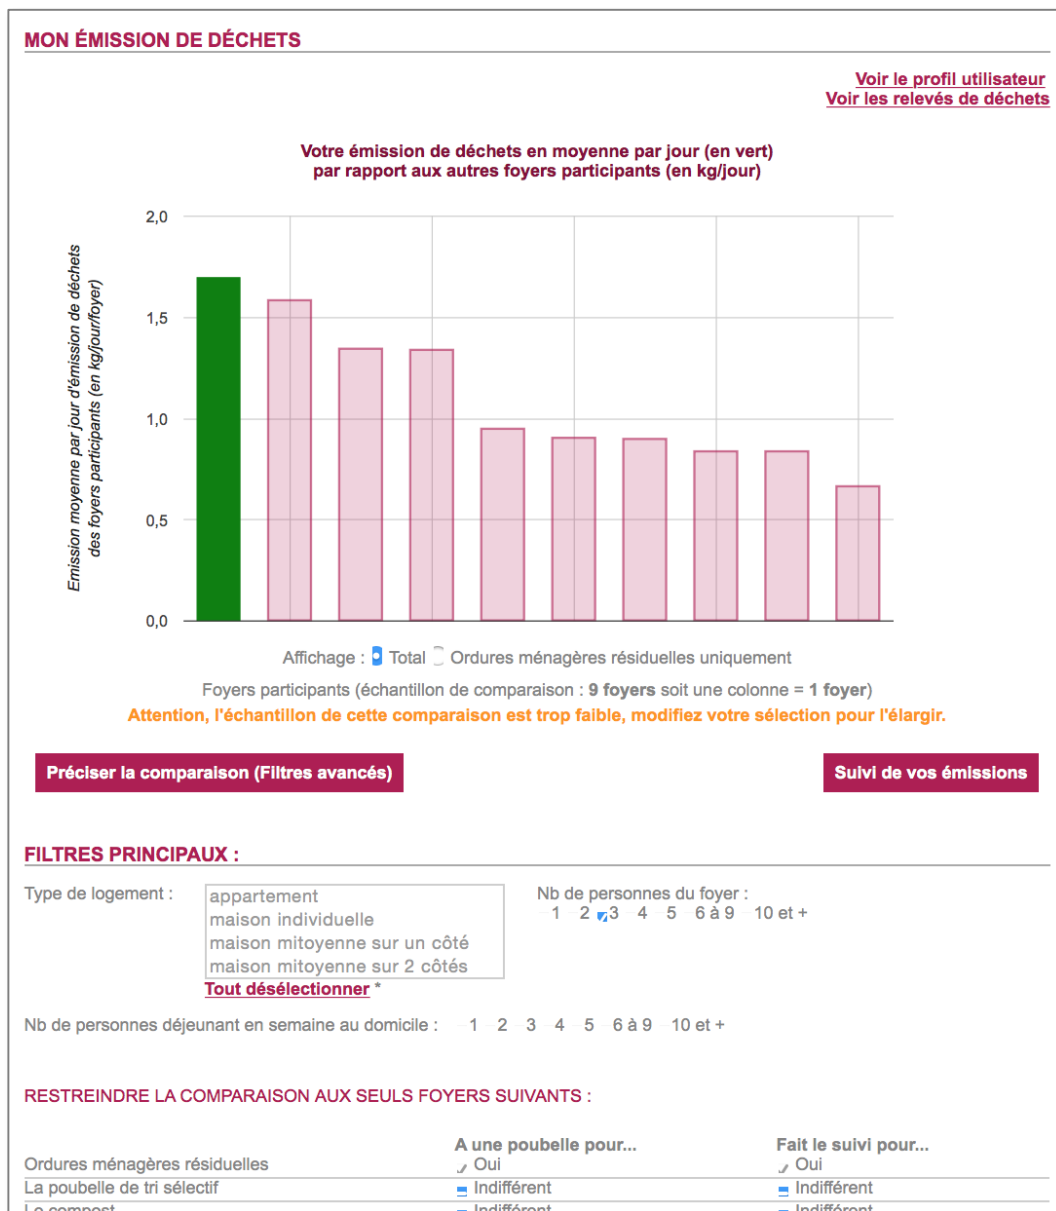 MON ÉMISSION DE DÉCHETS
Voir le profil utilisateur
Voir les relevés de déchets
Votre émission de déchets en moyenne par jour (en vert)
par rapport aux autres foyers participants (en kg/jour)
Emission moyenne par jour d'émission de déchets
des foyers participants (en kg/jour/foyer)
2,0
1,5
1,0
0,5
0,0
Affichage : Total Ordures ménagères résiduelles uniquement
Foyers participants (échantillon de comparaison : 9 foyers soit une colonne = 1 foyer)
Attention, l'échantillon de cette comparaison est trop faible, modifiez votre sélection pour l'élargir.
Préciser la comparaison (Filtres avancés) Suivi de vos émissions
FILTRES PRINCIPAUX :
Type de logement : appartement
maison individuelle
maison mitoyenne sur un côté
maison mitoyenne sur 2 côtés
Tout désélectionner *
Nb de personnes du foyer :
1 2 3 4 5 6 à 9 10 et +
Nb de personnes déjeunant en semaine au domicile : 1 2 3 4 5 6 à 9 10 et +
RESTREINDRE LA COMPARAISON AUX SEULS FOYERS SUIVANTS :
A une poubelle pour... Fait le suivi pour...
Ordures ménagères résiduelles Oui Oui
La poubelle de tri sélectif Indifférent Indifférent
Le compost Indifférent Indifférent